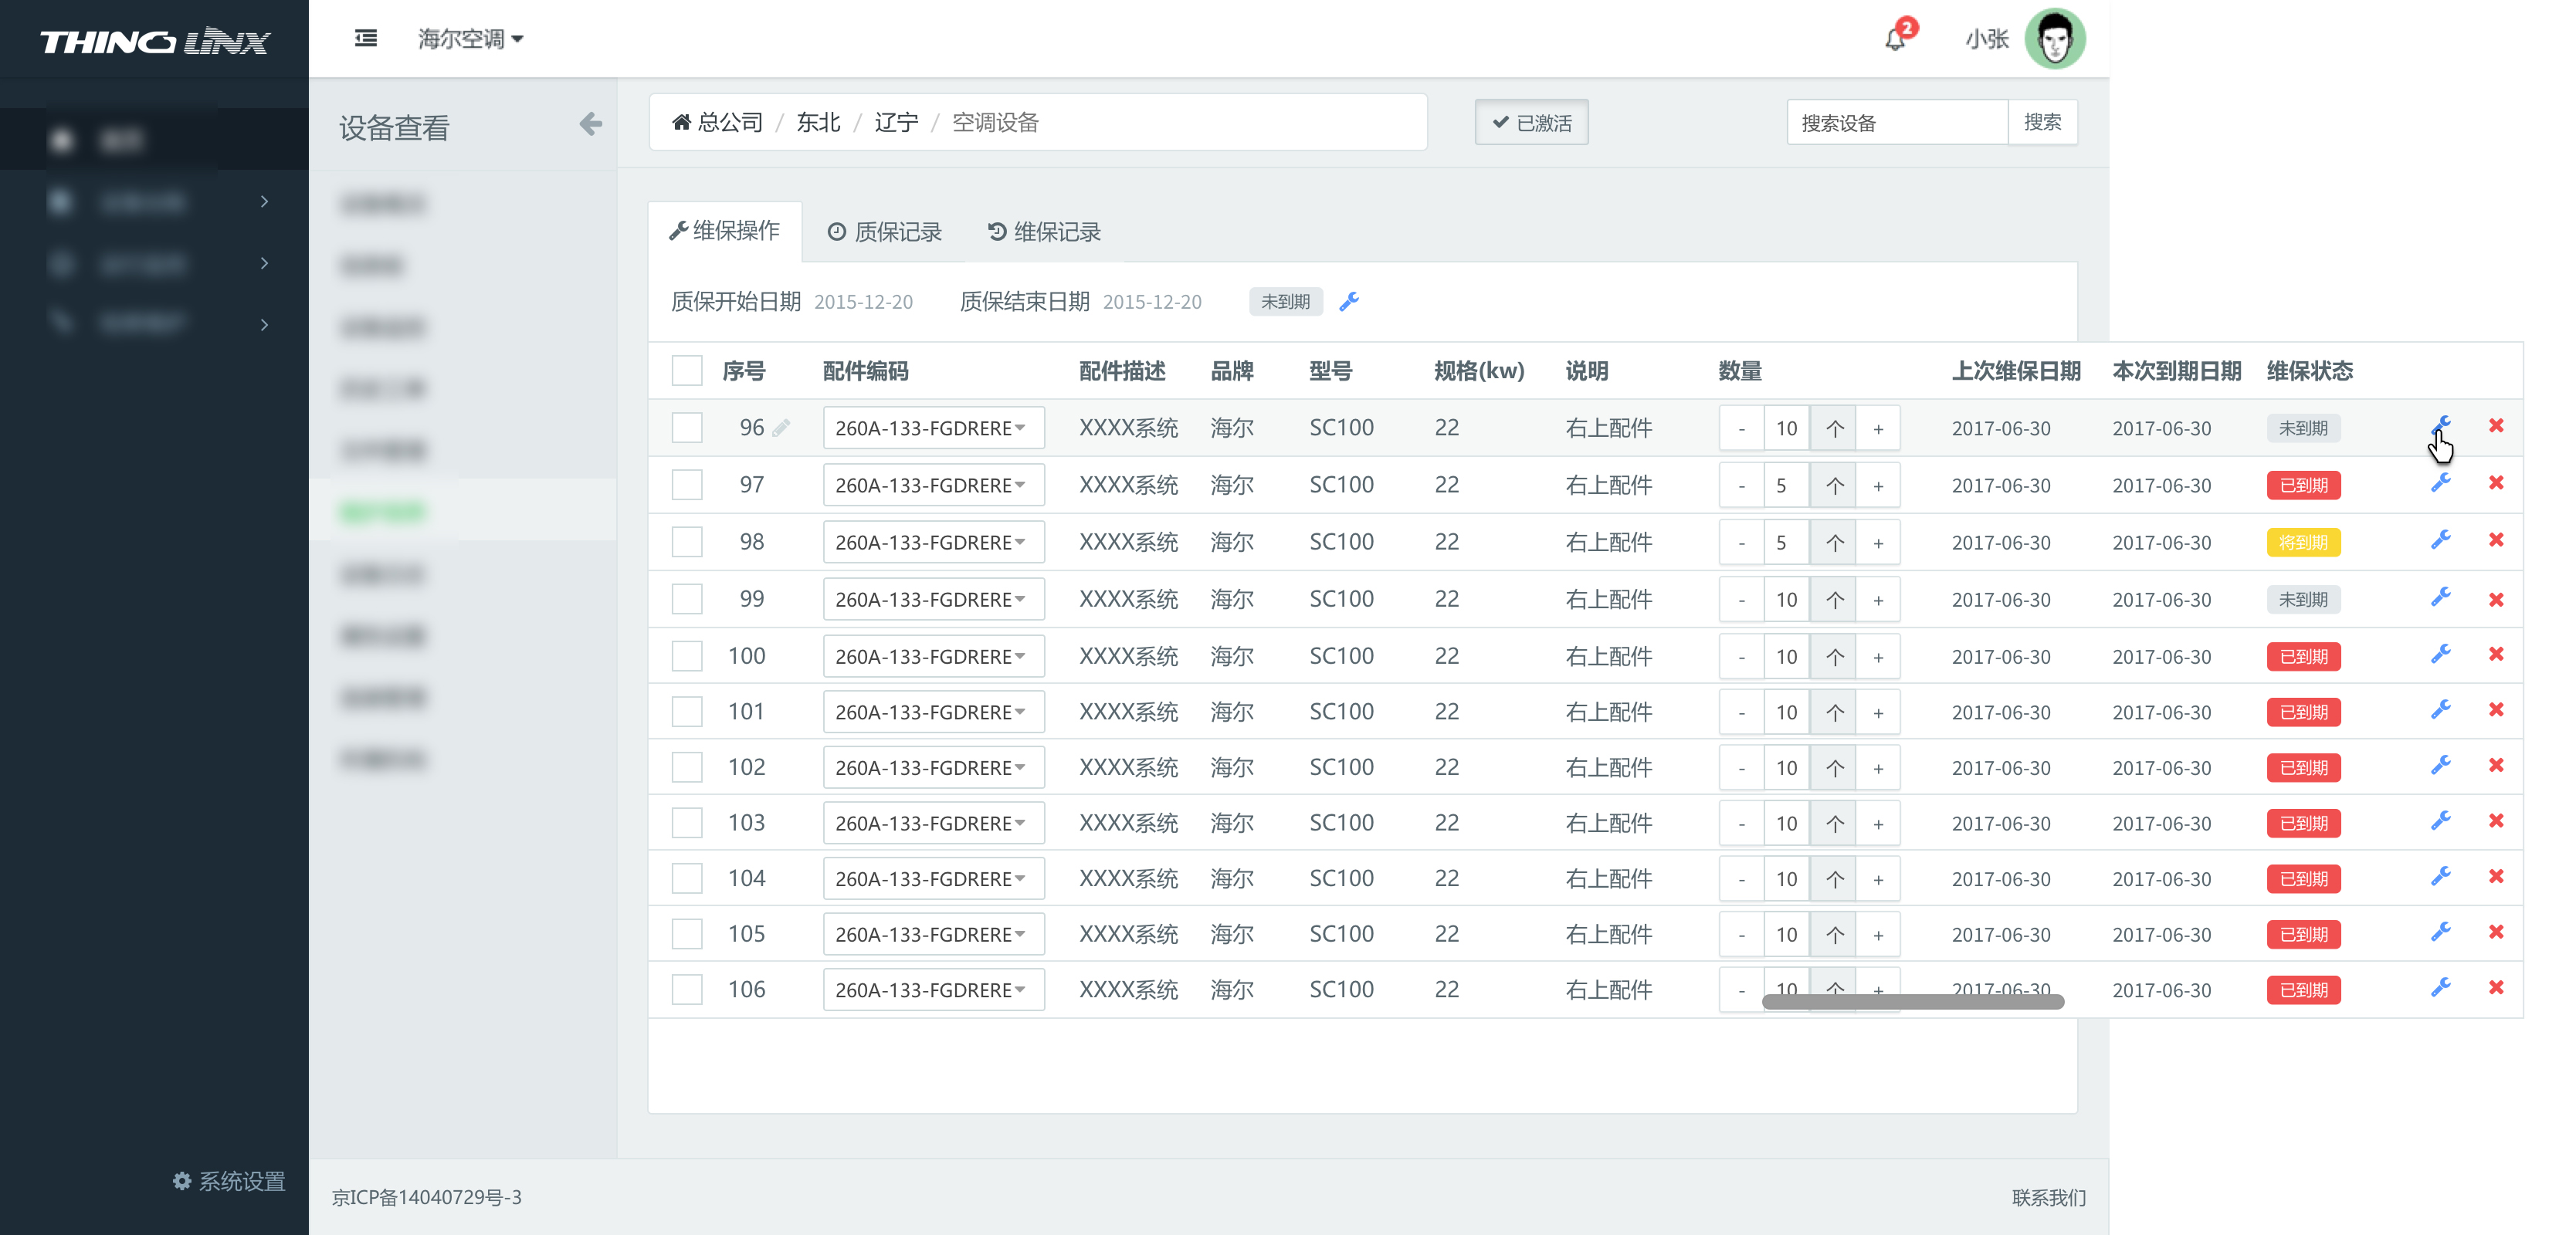 THING LINX
海尔空调
2
小张
设备查看
总公司 / 东北 / 辽宁 / 空调设备
已激活
搜索设备
搜索
维保操作
质保记录
维保记录
质保开始日期 2015-12-20 质保结束日期 2015-12-20 未到期
序号 配件编码 配件描述 品牌 型号 规格(kw) 说明 数量 上次维保日期 本次到期日期 维保状态
96 260A-133-FGDRERE XXXX系统 海尔 SC100 22 右上配件 - 10 个 + 2017-06-30 2017-06-30 未到期
97 260A-133-FGDRERE XXXX系统 海尔 SC100 22 右上配件 - 5 个 + 2017-06-30 2017-06-30 已到期
98 260A-133-FGDRERE XXXX系统 海尔 SC100 22 右上配件 - 5 个 + 2017-06-30 2017-06-30 将到期
99 260A-133-FGDRERE XXXX系统 海尔 SC100 22 右上配件 - 10 个 + 2017-06-30 2017-06-30 未到期
100 260A-133-FGDRERE XXXX系统 海尔 SC100 22 右上配件 - 10 个 + 2017-06-30 2017-06-30 已到期
101 260A-133-FGDRERE XXXX系统 海尔 SC100 22 右上配件 - 10 个 + 2017-06-30 2017-06-30 已到期
102 260A-133-FGDRERE XXXX系统 海尔 SC100 22 右上配件 - 10 个 + 2017-06-30 2017-06-30 已到期
103 260A-133-FGDRERE XXXX系统 海尔 SC100 22 右上配件 - 10 个 + 2017-06-30 2017-06-30 已到期
104 260A-133-FGDRERE XXXX系统 海尔 SC100 22 右上配件 - 10 个 + 2017-06-30 2017-06-30 已到期
105 260A-133-FGDRERE XXXX系统 海尔 SC100 22 右上配件 - 10 个 + 2017-06-30 2017-06-30 已到期
106 260A-133-FGDRERE XXXX系统 海尔 SC100 22 右上配件 - 10 个 + 2017-06-30 2017-06-30 已到期
系统设置
京ICP备14040729号-3
联系我们